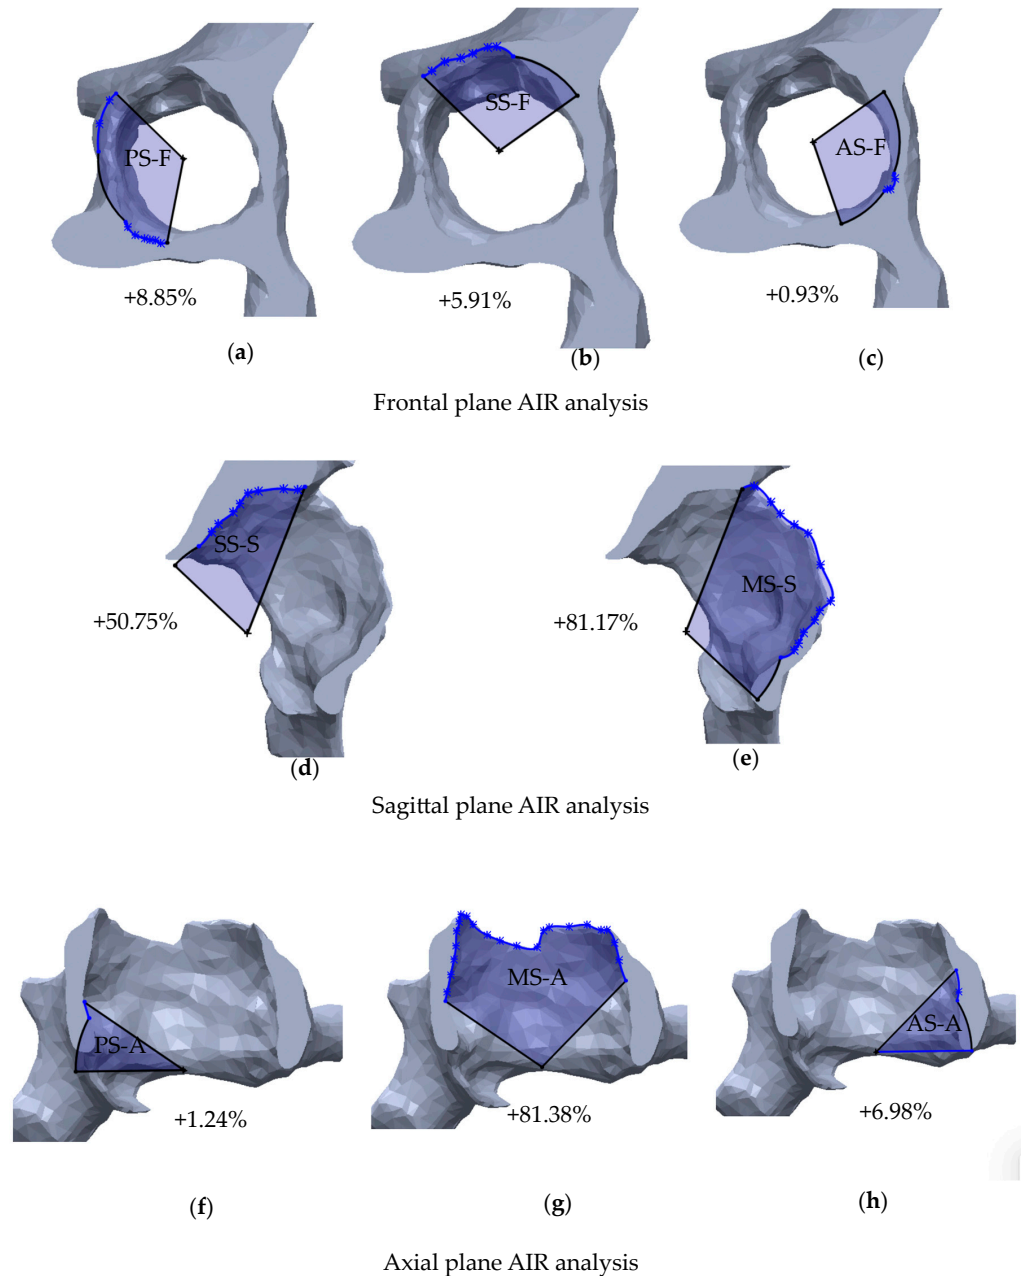 PS-F
SS-F
AS-F
+8.85%
+5.91%
+0.93%
(a)
(b)
(c)
Frontal plane AIR analysis
SS-S
MS-S
+50.75%
+81.17%
(d)
(e)
Sagittal plane AIR analysis
PS-A
MS-A
AS-A
+1.24%
+81.38%
+6.98%
(f)
(g)
(h)
Axial plane AIR analysis